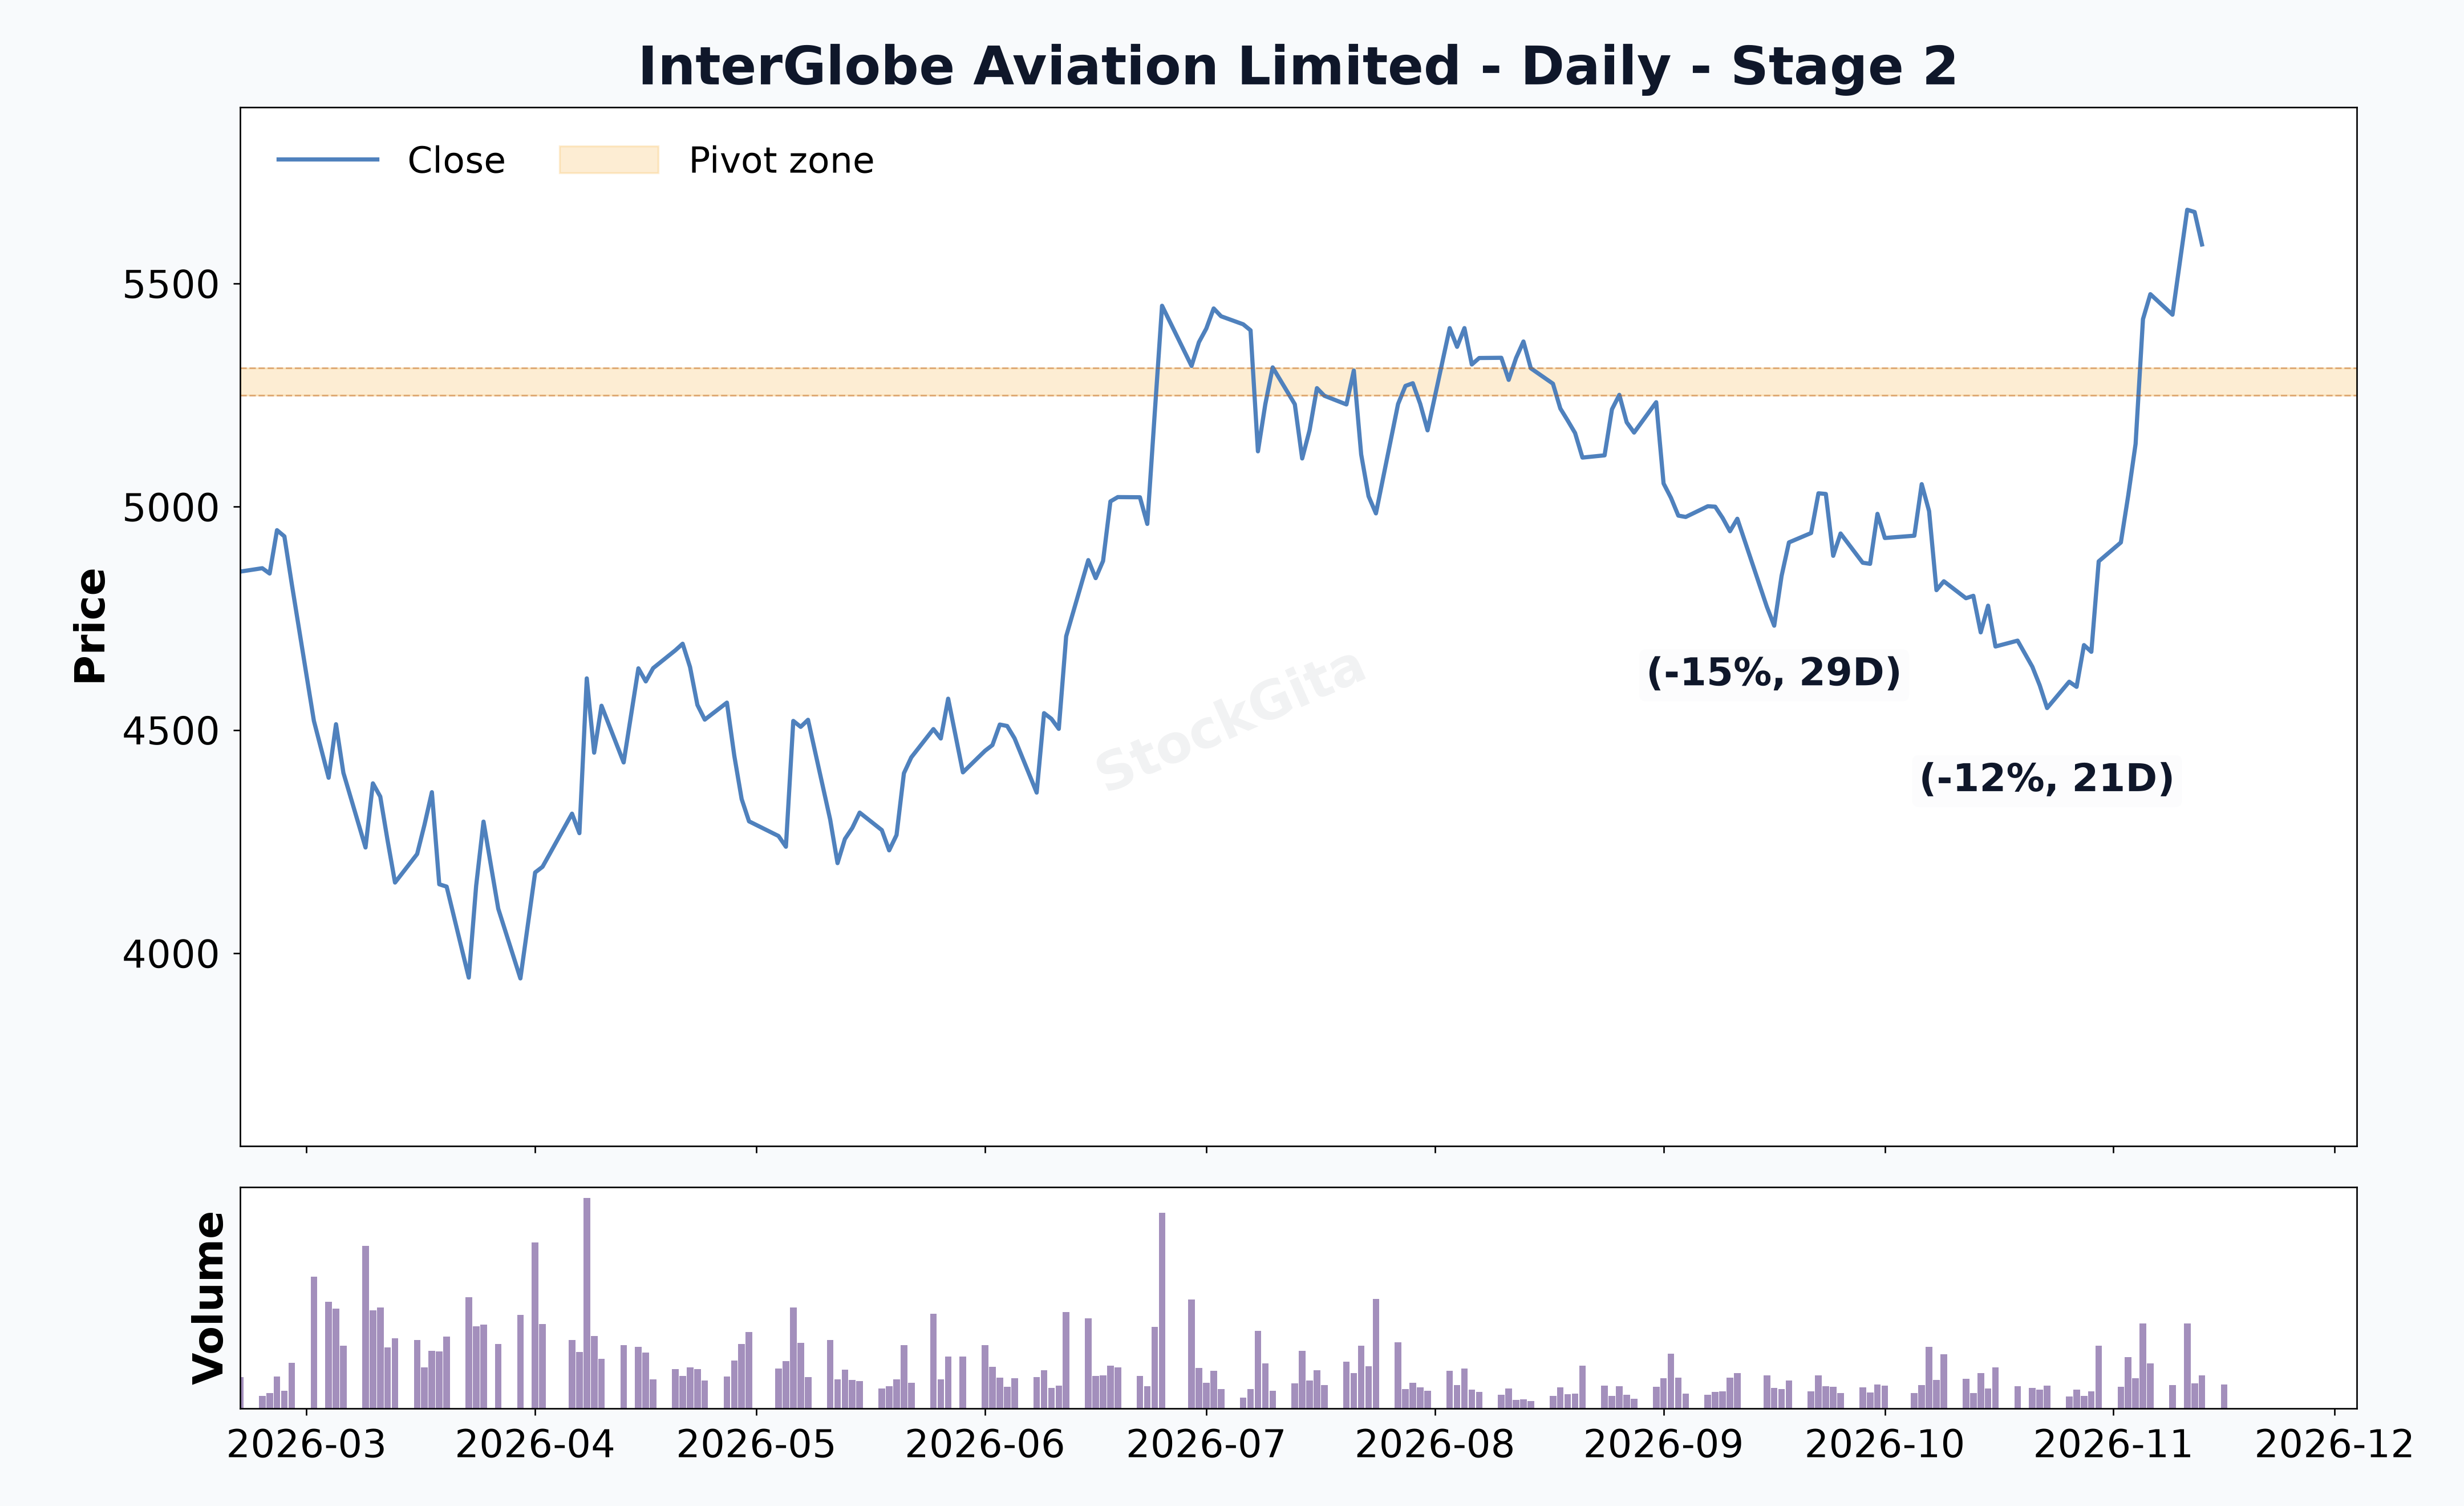 InterGlobe Aviation Limited - Daily - Stage 2
Close
Pivot zone
5500
5000
4500
4000
Price
StockGita
(-15%, 29D)
(-12%, 21D)
Volume
2026-03
2026-04
2026-05
2026-06
2026-07
2026-08
2026-09
2026-10
2026-11
2026-12